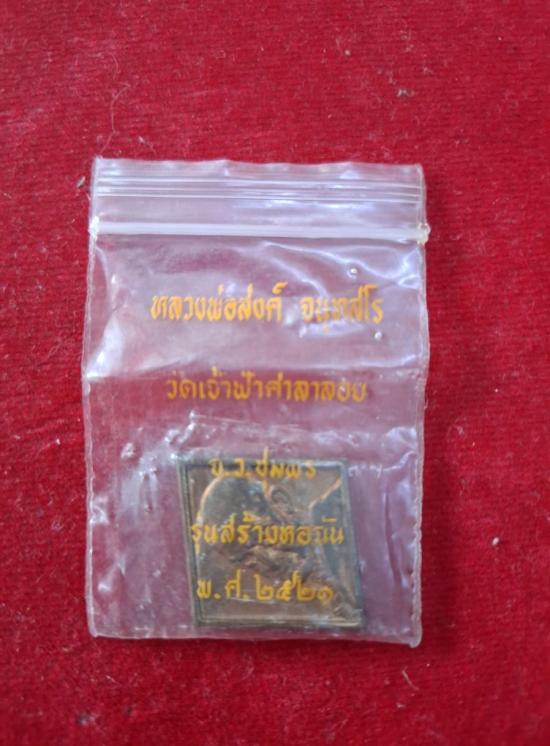 หลวงพ่อสงค์ จนฺทสโร
วัดเจ้าฟ้าศาลาลอย
จ.ว.ชุมพร
รุ่นสร้างหอฉัน
พ.ศ.๒๕๒๑